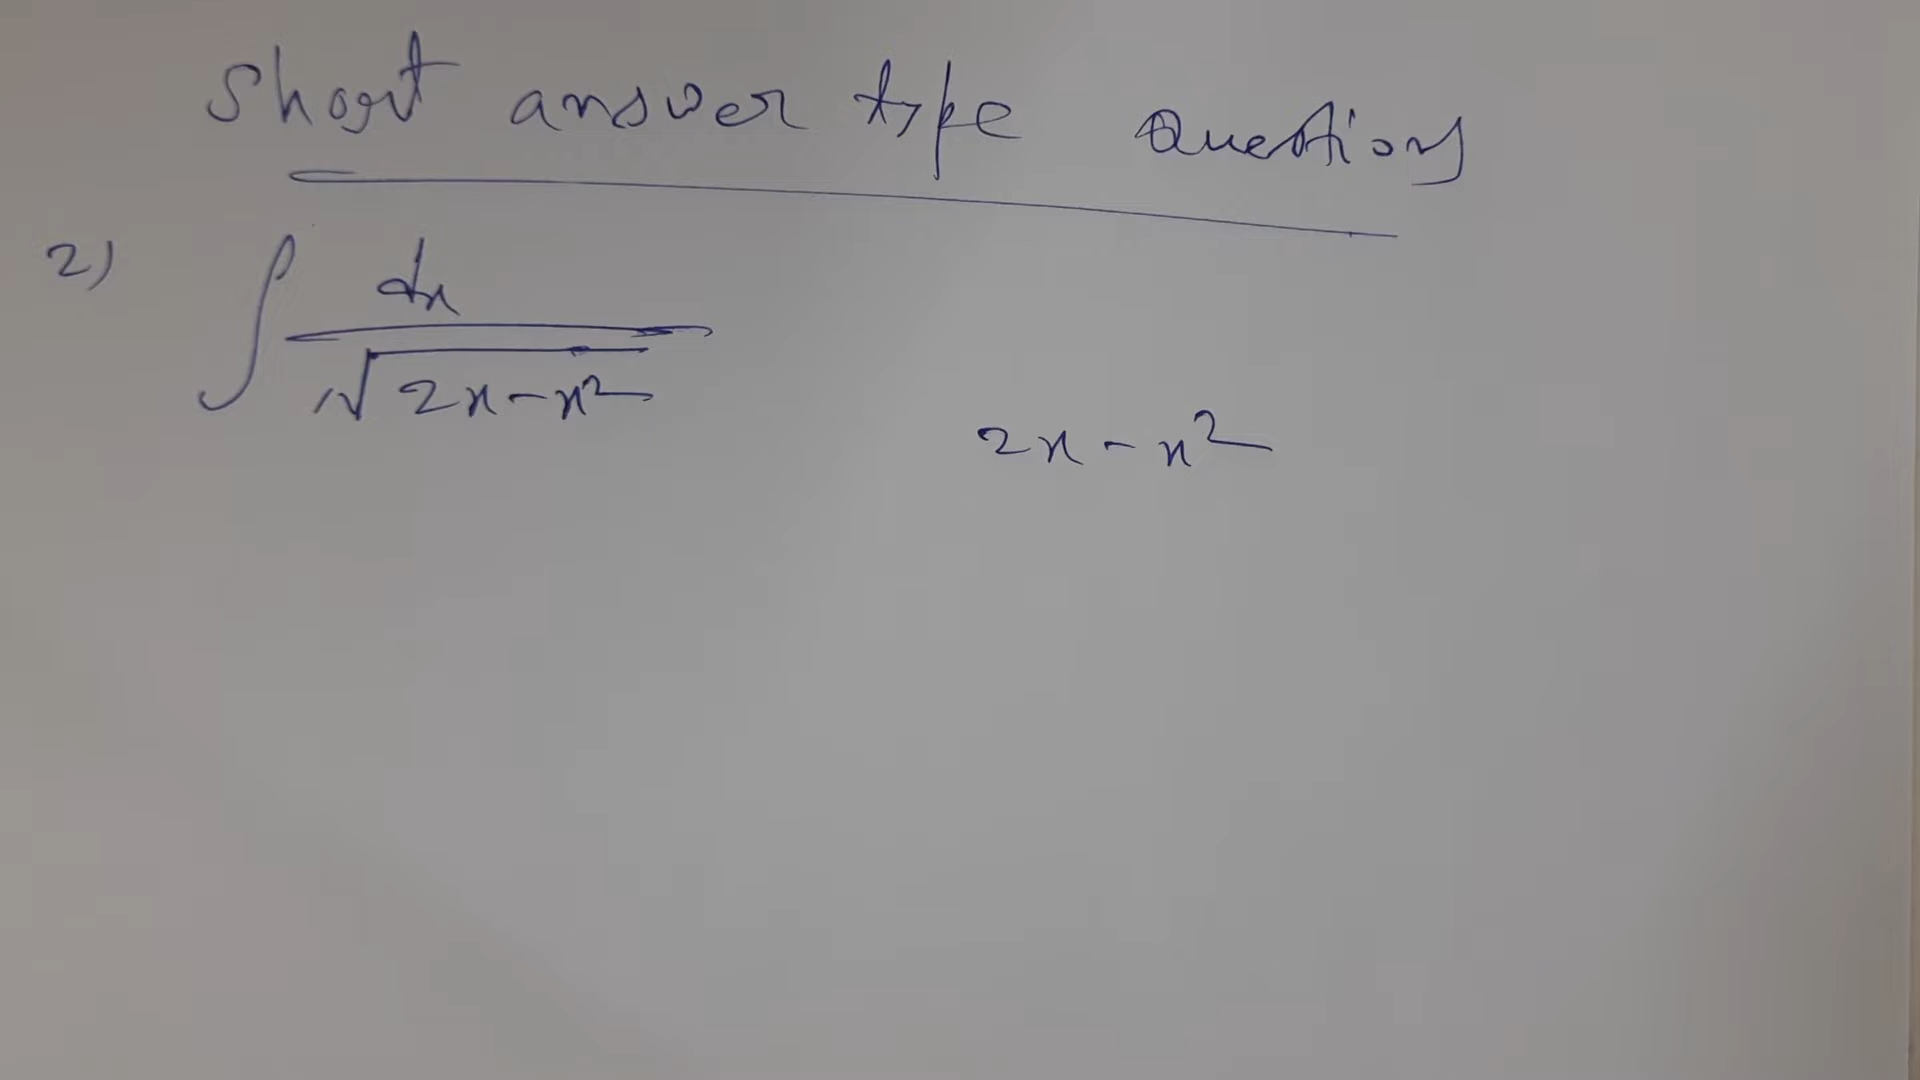 Short answer type Questions
2) ∫ dx / √(2x - x²)
2x - x²